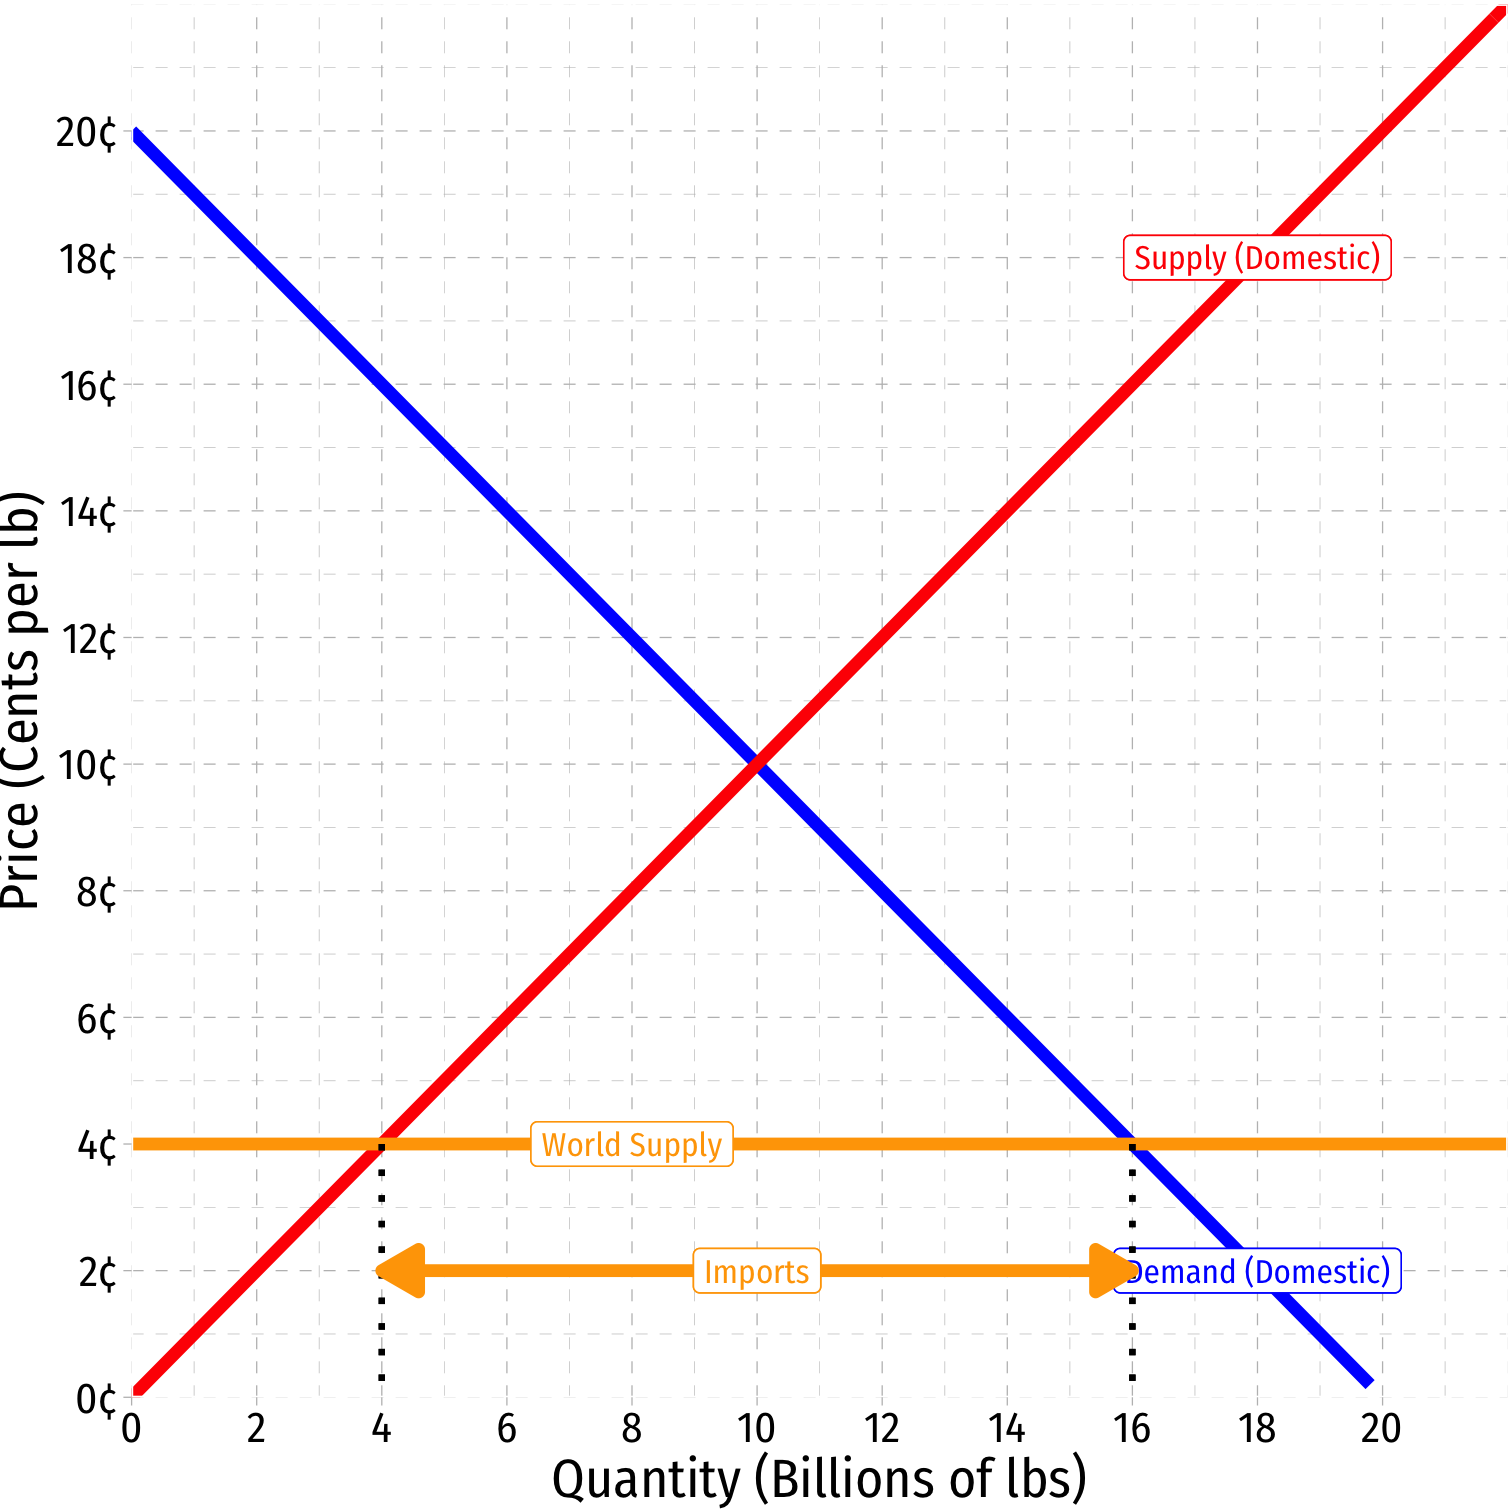 20¢
18¢
16¢
14¢
12¢
10¢
8¢
6¢
4¢
2¢
0¢
Price (Cents per lb)
Supply (Domestic)
World Supply
Imports
Demand (Domestic)
0 2 4 6 8 10 12 14 16 18 20
Quantity (Billions of lbs)